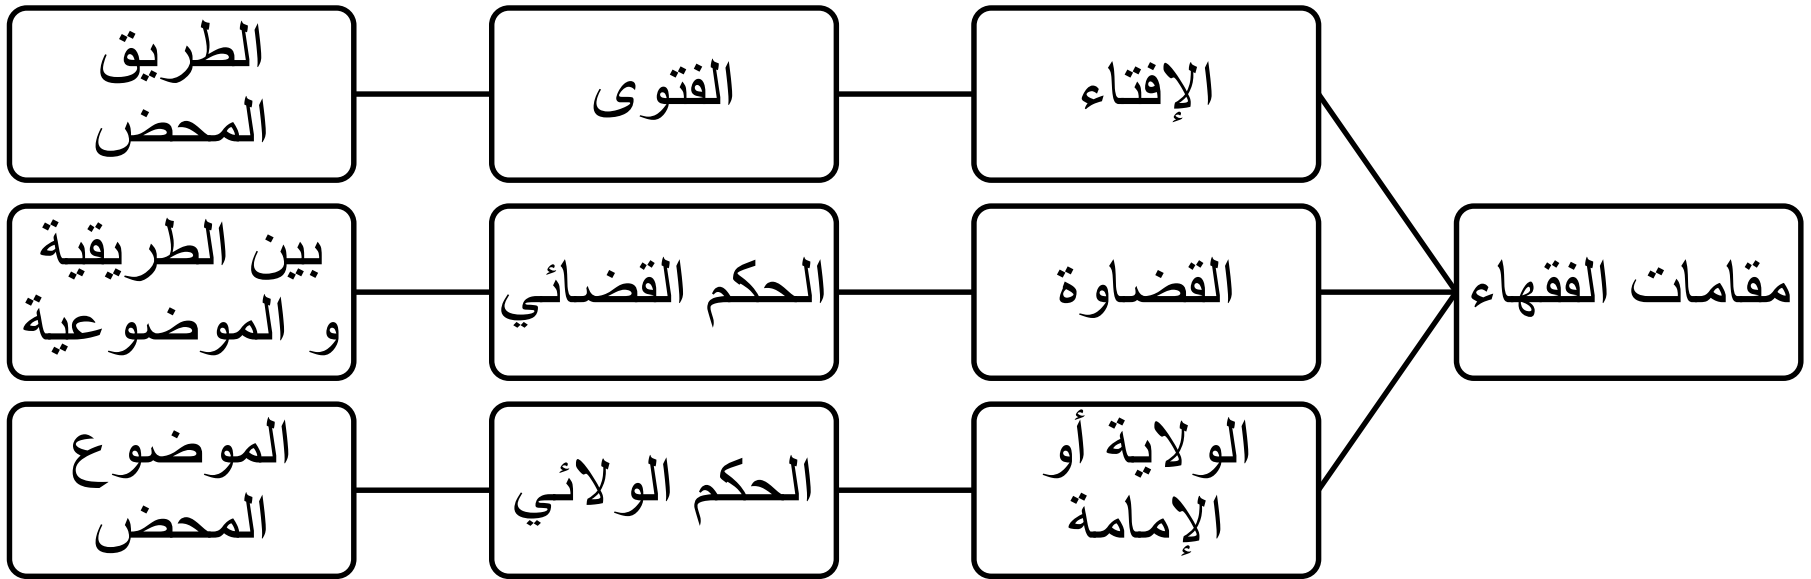 مقامات الفقهاء
الإفتاء
الفتوى
الطريق
المحض
القضاوة
الحكم القضائي
بين الطريقية
و الموضوعية
الولاية أو
الإمامة
الحكم الولائي
الموضوع
المحض